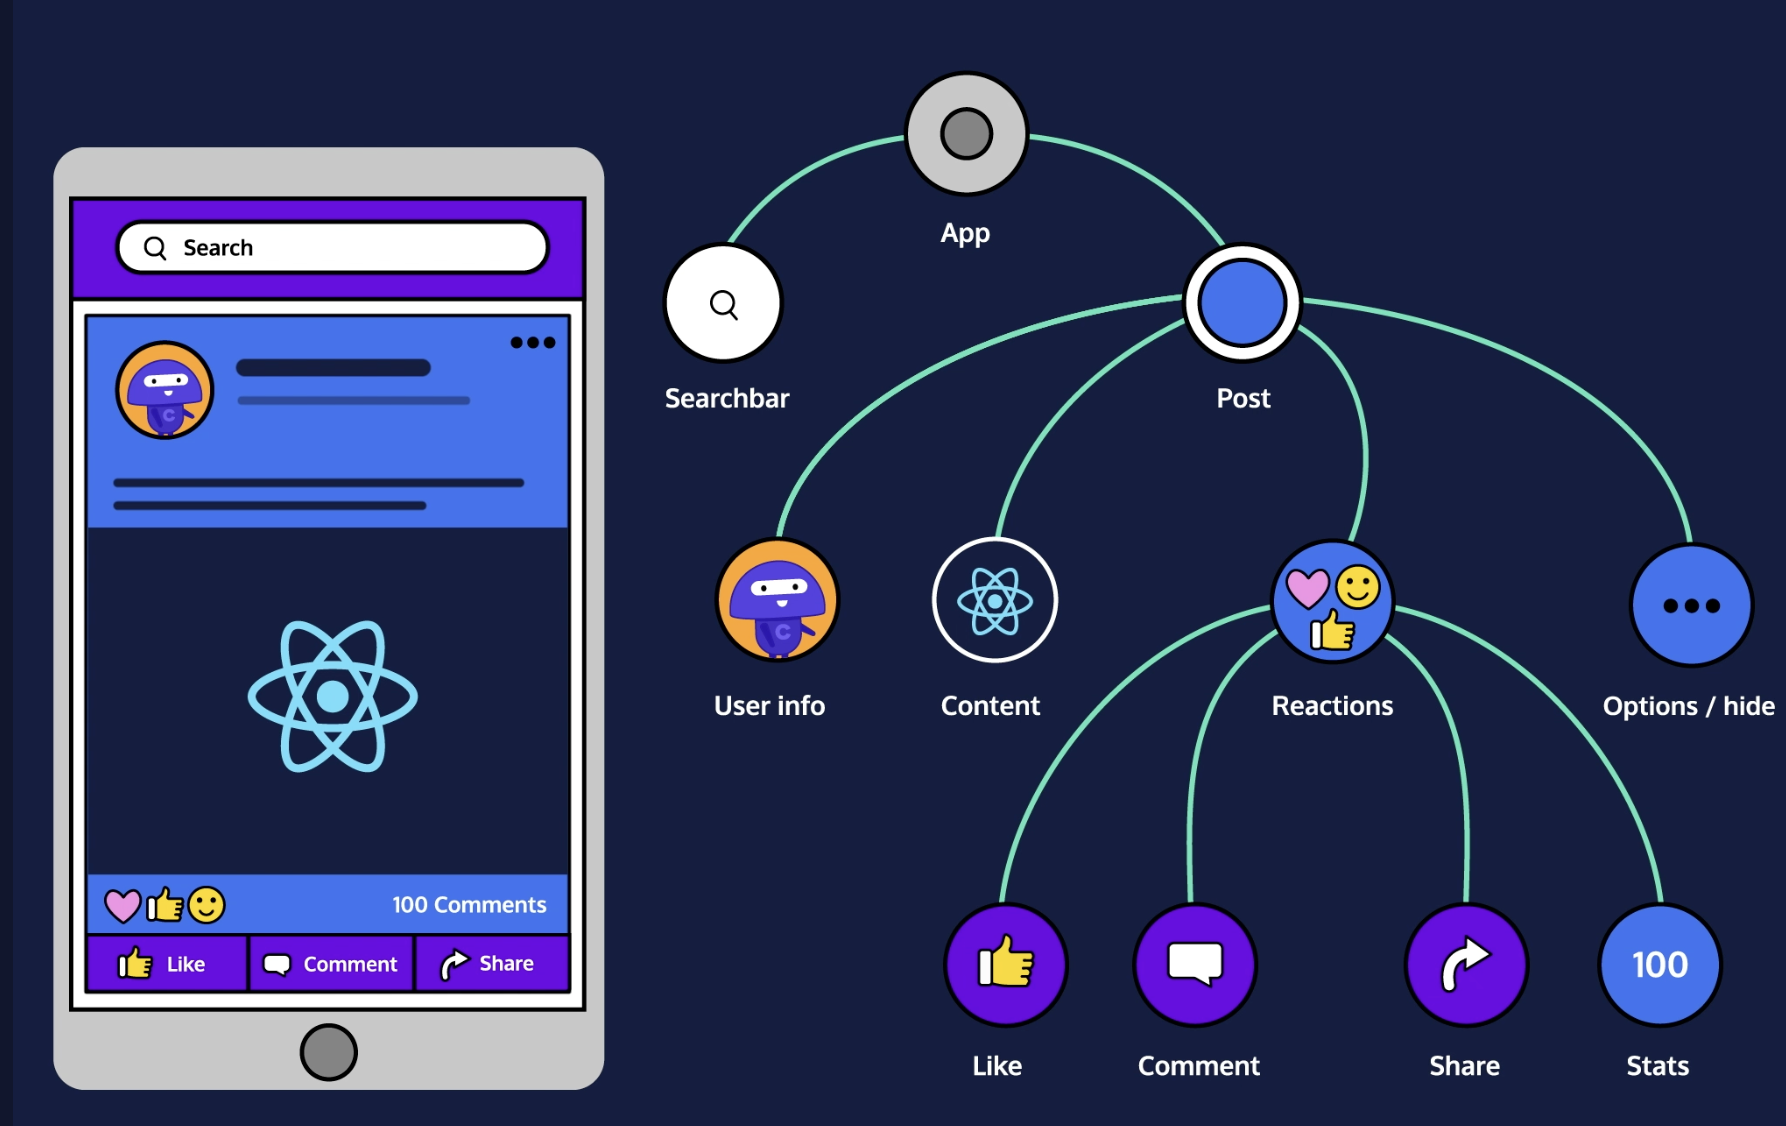 Search
100 Comments
Like
Comment
Share
App
Searchbar
Post
User info
Content
Reactions
Options / hide
100
Like
Comment
Share
Stats
C
C